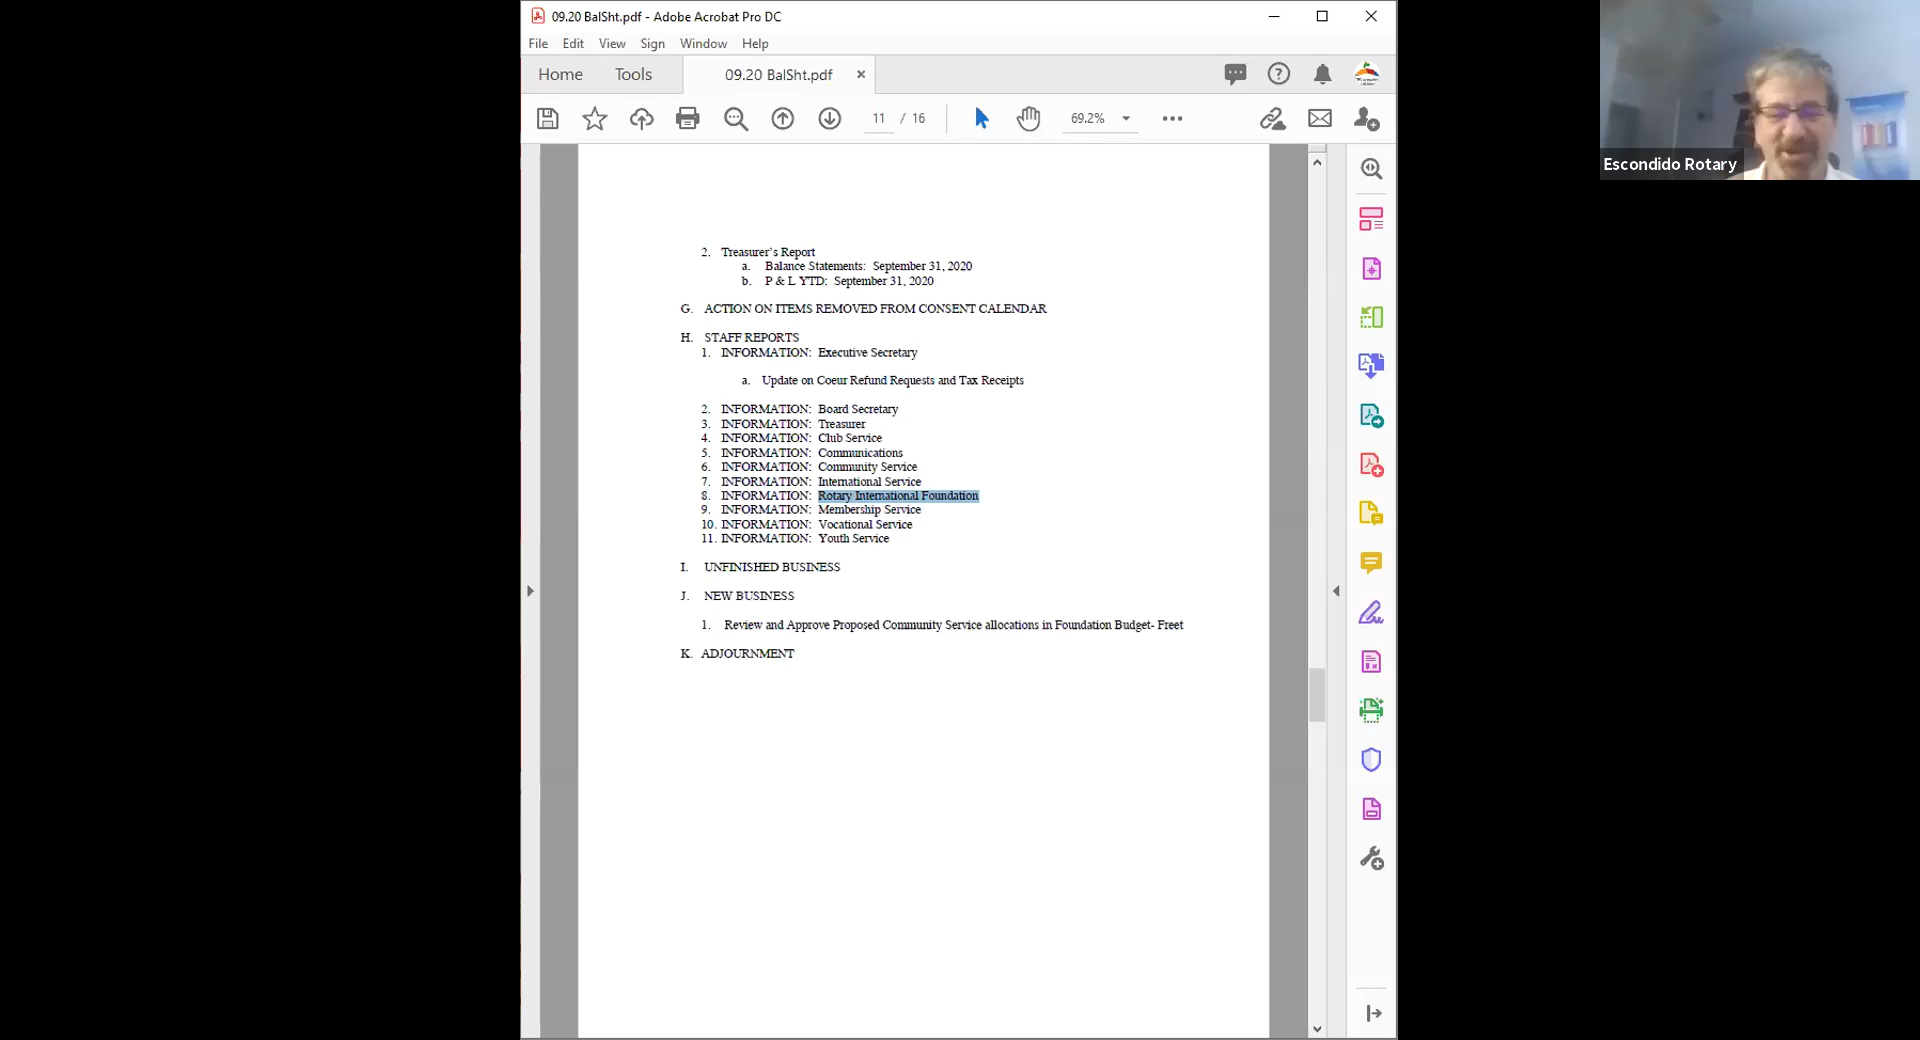 09.20 BalSht.pdf - Adobe Acrobat Pro DC
File Edit View Sign Window Help
Home Tools 09.20 BalSht.pdf ×
11 / 16 69.2%
Escondido Rotary
2. Treasurer's Report
a. Balance Statements: September 31, 2020
b. P & L YTD: September 31, 2020
G. ACTION ON ITEMS REMOVED FROM CONSENT CALENDAR
H. STAFF REPORTS
1. INFORMATION: Executive Secretary
a. Update on Coeur Refund Requests and Tax Receipts
2. INFORMATION: Board Secretary
3. INFORMATION: Treasurer
4. INFORMATION: Club Service
5. INFORMATION: Communications
6. INFORMATION: Community Service
7. INFORMATION: International Service
8. INFORMATION: Rotary International Foundation
9. INFORMATION: Membership Service
10. INFORMATION: Vocational Service
11. INFORMATION: Youth Service
I. UNFINISHED BUSINESS
J. NEW BUSINESS
1. Review and Approve Proposed Community Service allocations in Foundation Budget- Freet
K. ADJOURNMENT